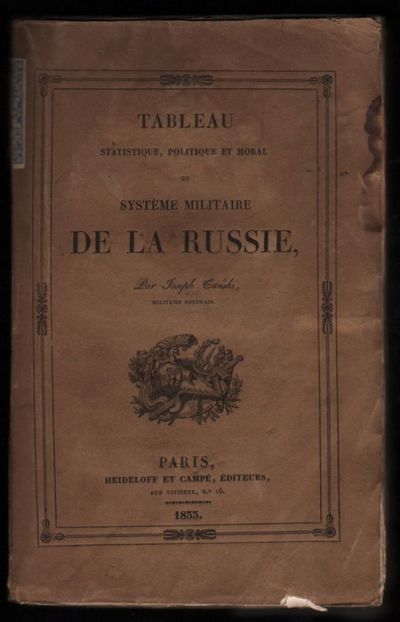 TABLEAU
STATISTIQUE, POLITIQUE ET MORAL
DU
SYSTÈME MILITAIRE
DE LA RUSSIE,
Par Joseph Tański,
MILITAIRE POLONAIS.
PARIS,
HEIDELOFF ET CAMPÉ, ÉDITEURS,
RUE VIVIENNE, N.º 16.
1833.